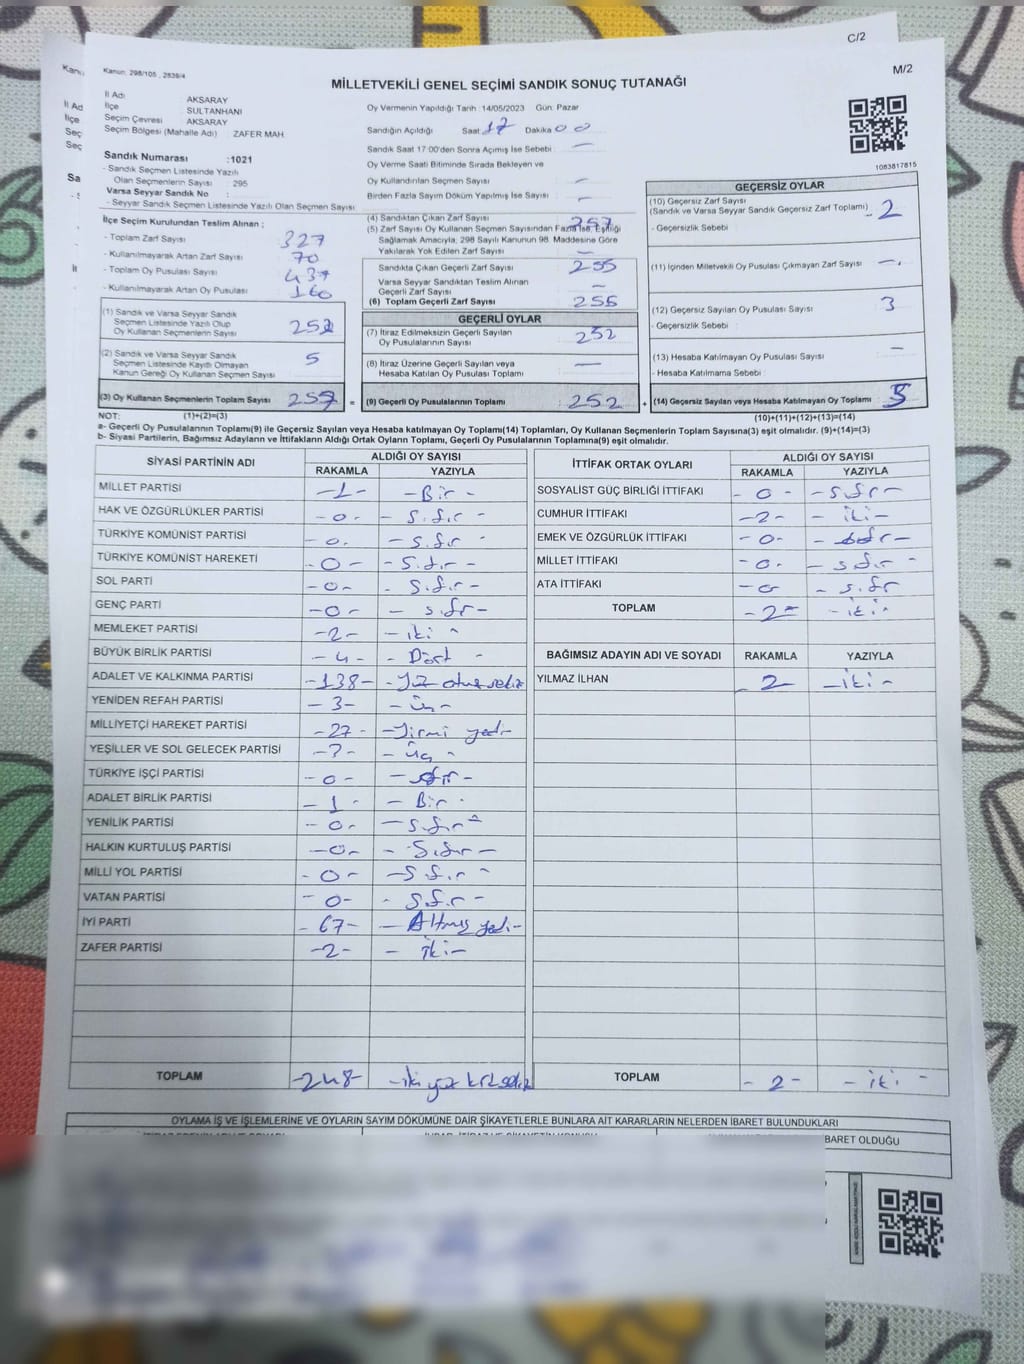 C/2
M/2
Kanun: 298/105 , 2839/4
MİLLETVEKİLİ GENEL SEÇİMİ SANDIK SONUÇ TUTANAĞI
İl Adı AKSARAY
İlçe SULTANHANI
Seçim Çevresi AKSARAY
Seçim Bölgesi (Mahalle Adı) ZAFER MAH
Oy Vermenin Yapıldığı Tarih :14/05/2023 Gün: Pazar
Sandığın Açıldığı Saat 17 Dakika 00
Sandık Saat 17:00'den Sonra Açımış İse Sebebi : —
Oy Verme Saati Bitiminde Sırada Bekleyen ve
Oy Kullandırılan Seçmen Sayısı : —
Birden Fazla Sayım Döküm Yapılmış İse Sayısı : —
1083817815
Sandık Numarası :1021
- Sandık Seçmen Listesinde Yazılı
Olan Seçmenlerin Sayısı : 295
Varsa Seyyar Sandık No :
- Seyyar Sandık Listesinde Yazılı Olan Seçmen Sayısı:
İlçe Seçim Kurulundan Teslim Alınan ;
- Toplam Zarf Sayısı 327
- Kullanılmayarak Artan Zarf Sayısı 70
- Toplam Oy Pusulası Sayısı 437
- Kullanılmayarak Artan Oy Pusulası 160
(1) Sandık ve Varsa Seyyar Sandık
Seçmen Listesinde Yazılı Olup
Oy Kullanan Seçmenlerin Sayısı 252
(2) Sandık ve Varsa Seyyar Sandık
Seçmen Listesinde Kayıtlı Olmayan
Kanun Gereği Oy Kullanan Seçmen Sayısı 5
(3) Oy Kullanan Seçmenlerin Toplam Sayısı 257 =
(4) Sandıktan Çıkan Zarf Sayısı 257
(5) Zarf Sayısı Oy Kullanan Seçmen Sayısından Fazla İse, Eşitliği
Sağlamak Amacıyla, 298 Sayılı Kanunun 98. Maddesine Göre
Yakılarak Yok Edilen Zarf Sayısı —
Sandıkta Çıkan Geçerli Zarf Sayısı 255
Varsa Seyyar Sandıktan Teslim Alınan
Geçerli Zarf Sayısı —
(6) Toplam Geçerli Zarf Sayısı 255
GEÇERLİ OYLAR
(7) İtiraz Edilmeksizin Geçerli Sayılan
Oy Pusulalarının Sayısı 252
(8) İtiraz Üzerine Geçerli Sayılan veya
Hesaba Katılan Oy Pusulası Toplamı —
(9) Geçerli Oy Pusulalarının Toplamı 252 +
GEÇERSİZ OYLAR
(10) Geçersiz Zarf Sayısı
(Sandık ve Varsa Seyyar Sandık Geçersiz Zarf Toplamı) 2
- Geçersizlik Sebebi :
(11) İçinden Milletvekili Oy Pusulası Çıkmayan Zarf Sayısı —
(12) Geçersiz Sayılan Oy Pusulası Sayısı 3
- Geçersizlik Sebebi :
(13) Hesaba Katılmayan Oy Pusulası Sayısı —
- Hesaba Katılmama Sebebi :
(14) Geçersiz Sayılan veya Hesaba Katılmayan Oy Toplamı 5
NOT: (1)+(2)=(3) (10)+(11)+(12)+(13)=(14)
a- Geçerli Oy Pusulalarının Toplamı(9) ile Geçersiz Sayılan veya Hesaba katılmayan Oy Toplamı(14) Toplamları, Oy Kullanan Seçmenlerin Toplam Sayısına(3) eşit olmalıdır. (9)+(14)=(3)
b- Siyasi Partilerin, Bağımsız Adayların ve İttifakların Aldığı Ortak Oyların Toplamı, Geçerli Oy Pusulalarının Toplamına(9) eşit olmalıdır.
SİYASİ PARTİNİN ADI ALDIĞI OY SAYISI
RAKAMLA YAZIYLA
MİLLET PARTİSİ -1- -Bir-
HAK VE ÖZGÜRLÜKLER PARTİSİ -0- -sıfır-
TÜRKİYE KOMÜNİST PARTİSİ -0- -sıfır-
TÜRKİYE KOMÜNİST HAREKETİ -0- -sıfır-
SOL PARTİ -0- -sıfır-
GENÇ PARTİ -0- -sıfır-
MEMLEKET PARTİSİ -2- -iki-
BÜYÜK BİRLİK PARTİSİ -4- -Dört-
ADALET VE KALKINMA PARTİSİ -138- -Yüz otuz sekiz
YENİDEN REFAH PARTİSİ -3- -üç-
MİLLİYETÇİ HAREKET PARTİSİ -27- -Yirmi yedi-
YEŞİLLER VE SOL GELECEK PARTİSİ -3- -üç-
TÜRKİYE İŞÇİ PARTİSİ -0- -sıfır-
ADALET BİRLİK PARTİSİ -1- -Bir-
YENİLİK PARTİSİ -0- -sıfır-
HALKIN KURTULUŞ PARTİSİ -0- -sıfır-
MİLLİ YOL PARTİSİ -0- -sıfır-
VATAN PARTİSİ -0- -sıfır-
İYİ PARTİ -67- -Altmış yedi-
ZAFER PARTİSİ -2- -iki-
TOPLAM -248- -iki yüz kırk sekiz
İTTİFAK ORTAK OYLARI ALDIĞI OY SAYISI
RAKAMLA YAZIYLA
SOSYALİST GÜÇ BİRLİĞİ İTTİFAKI -0- -sıfır-
CUMHUR İTTİFAKI -2- -iki-
EMEK VE ÖZGÜRLÜK İTTİFAKI -0- -sıfır-
MİLLET İTTİFAKI -0- -sıfır-
ATA İTTİFAKI -0- -sıfır
TOPLAM -2- -iki-
BAĞIMSIZ ADAYIN ADI VE SOYADI RAKAMLA YAZIYLA
YILMAZ İLHAN -2- -iki-
TOPLAM -2- -iki-
OYLAMA İŞ VE İŞLEMLERİNE VE OYLARIN SAYIM DÖKÜMÜNE DAİR ŞİKAYETLERLE BUNLARA AİT KARARLARIN NELERDEN İBARET BULUNDUKLARI
BARET OLDUĞU